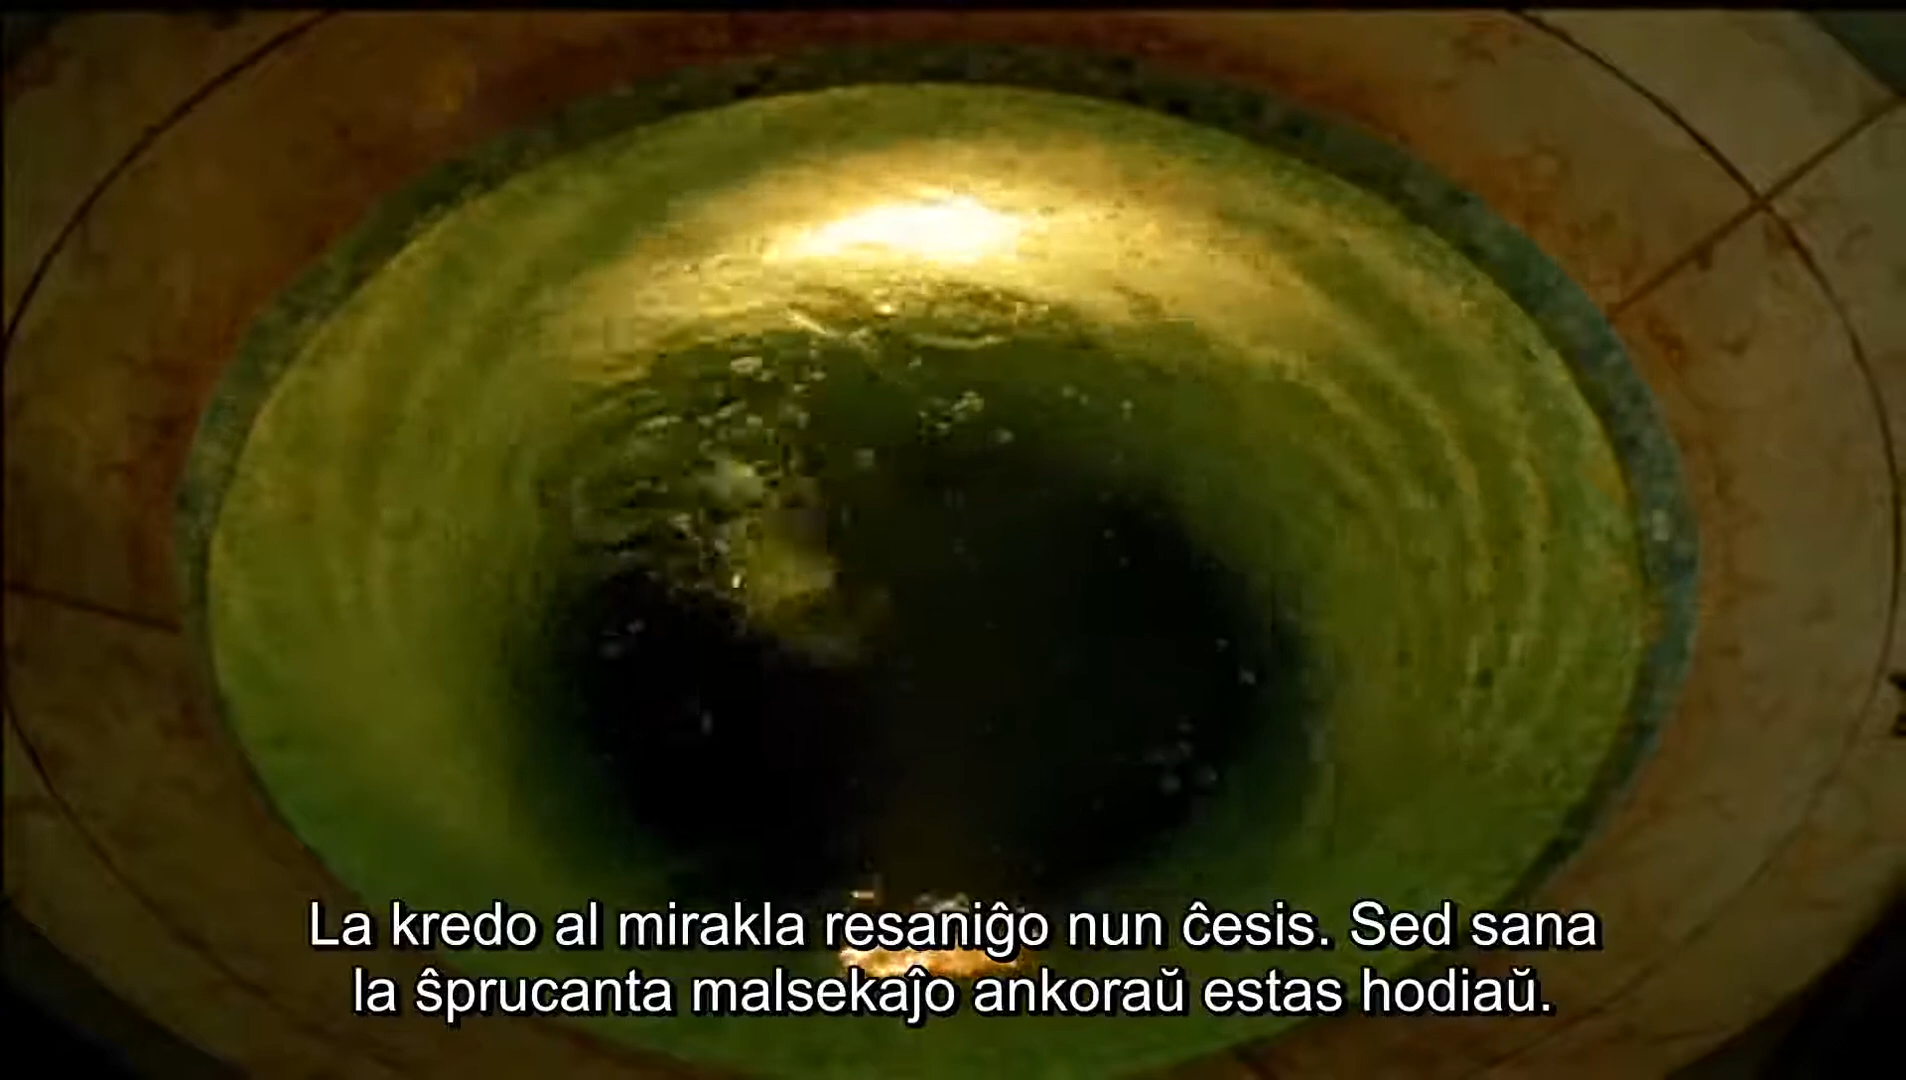 La kredo al mirakla resaniĝo nun ĉesis. Sed sana
la ŝprucanta malsekaĵo ankoraŭ estas hodiaŭ.